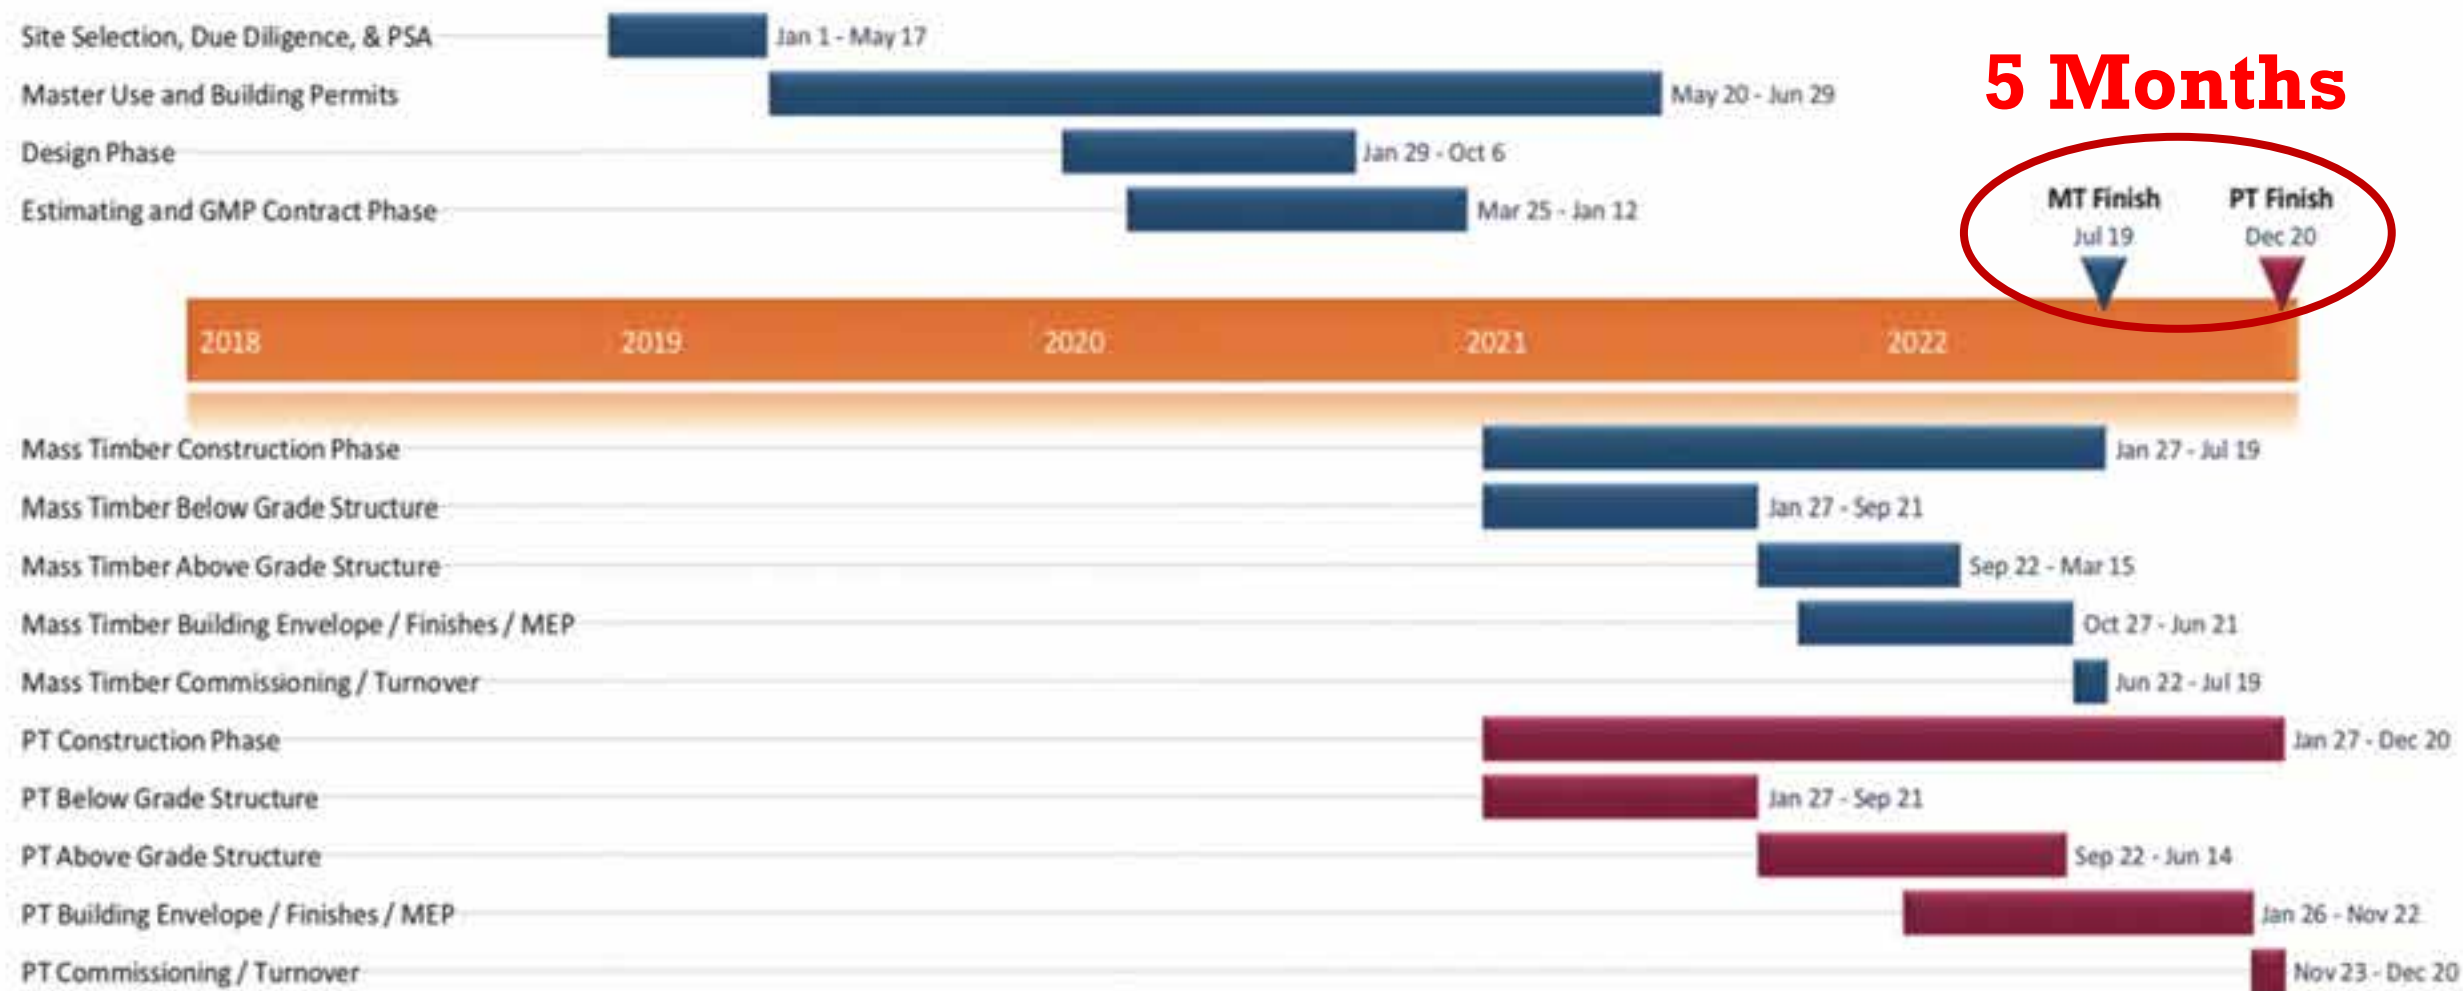 Site Selection, Due Diligence, & PSA Jan 1 - May 17
Master Use and Building Permits May 20 - Jun 29
5 Months
Design Phase Jan 29 - Oct 6
Estimating and GMP Contract Phase Mar 25 - Jan 12
MT Finish PT Finish
Jul 19 Dec 20
2018 2019 2020 2021 2022
Mass Timber Construction Phase Jan 27 - Jul 19
Mass Timber Below Grade Structure Jan 27 - Sep 21
Mass Timber Above Grade Structure Sep 22 - Mar 15
Mass Timber Building Envelope / Finishes / MEP Oct 27 - Jun 21
Mass Timber Commissioning / Turnover Jun 22 - Jul 19
PT Construction Phase Jan 27 - Dec 20
PT Below Grade Structure Jan 27 - Sep 21
PT Above Grade Structure Sep 22 - Jun 14
PT Building Envelope / Finishes / MEP Jan 26 - Nov 22
PT Commissioning / Turnover Nov 23 - Dec 20